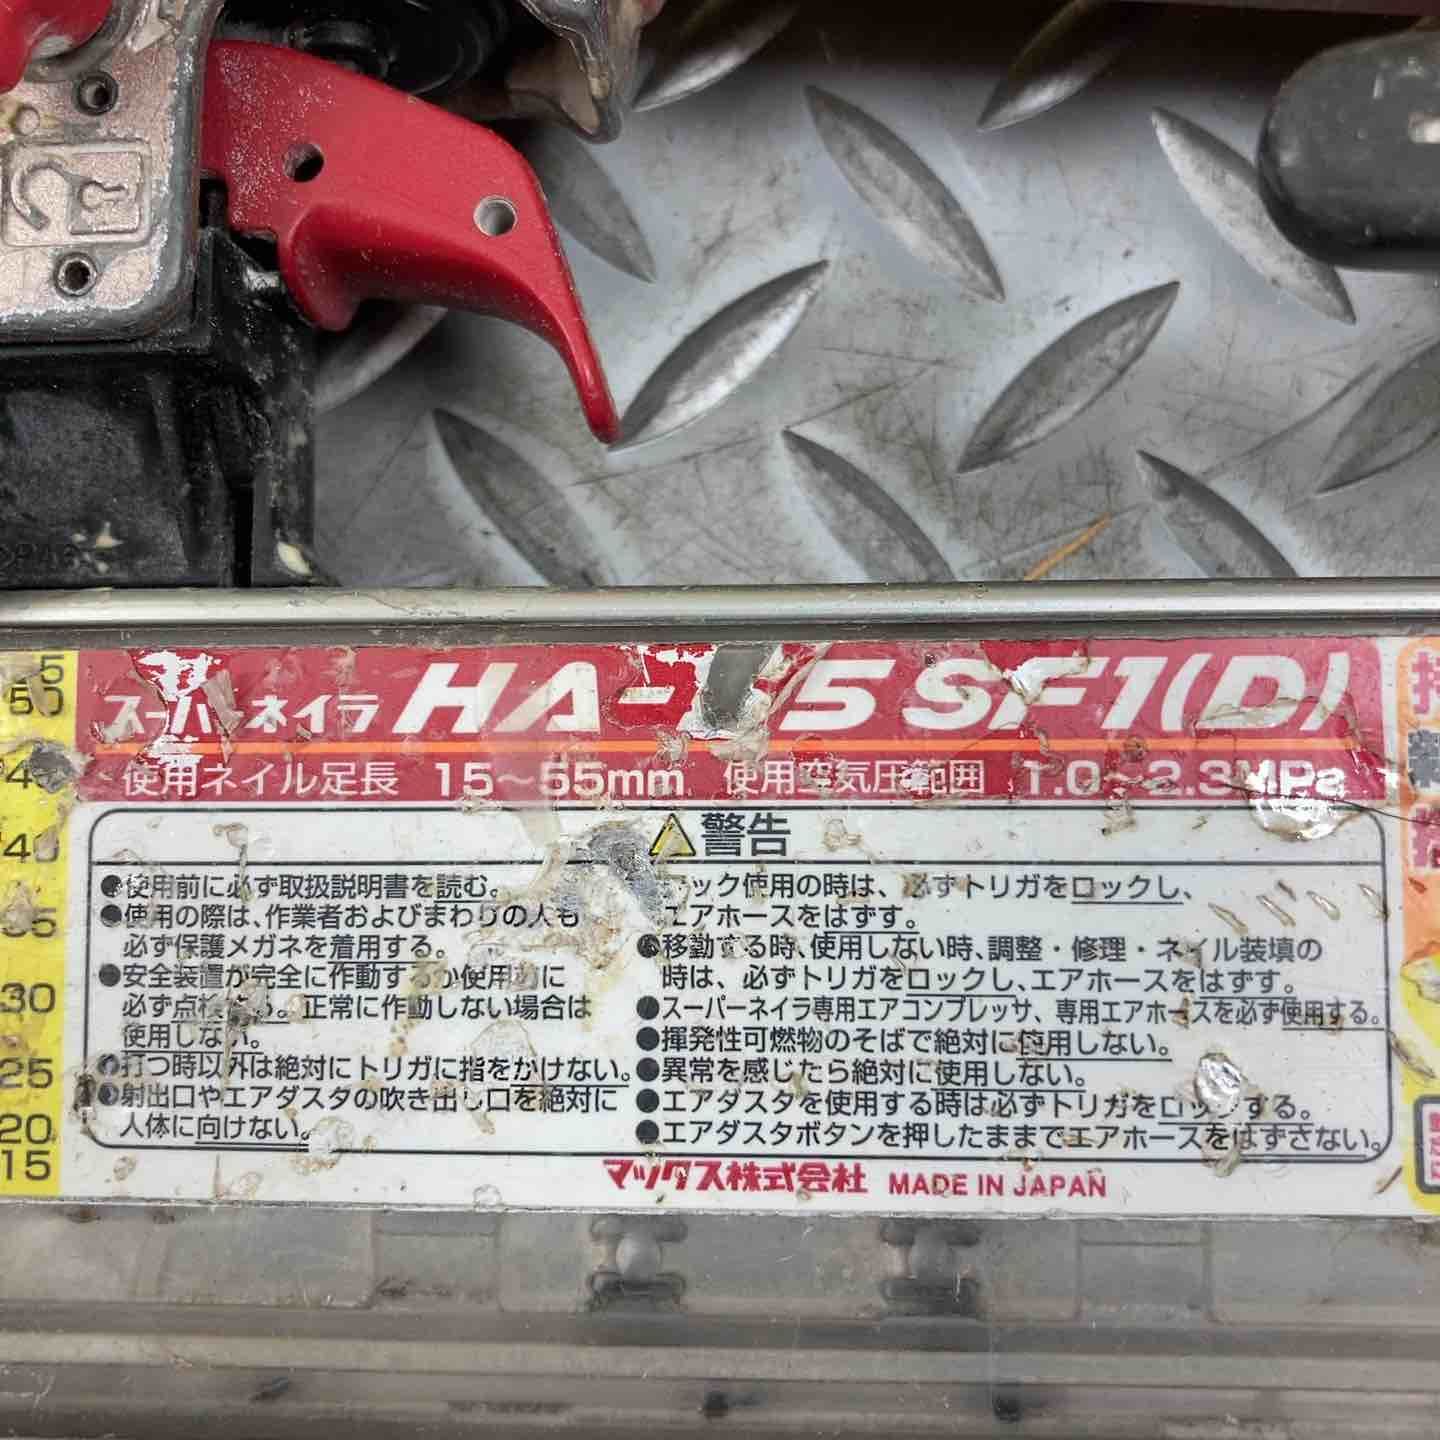 スーパーネイラ HA- 5SF1(D)
使用ネイル足長 15〜55mm 使用空気圧範囲 1.0〜2.3MPa
警告
●使用前に必ず取扱説明書を読む。
●使用の際は、作業者およびまわりの人も
必ず保護メガネを着用する。
●安全装置が完全に作動するか使用前に
必ず点検する。正常に作動しない場合は
使用しない。
●打つ時以外は絶対にトリガに指をかけない。
●射出口やエアダスタの吹き出し口を絶対に
人体に向けない。
ック使用の時は、必ずトリガをロックし、
エアホースをはずす。
●移動する時、使用しない時、調整・修理・ネイル装填の
時は、必ずトリガをロックし、エアホースをはずす。
●スーパーネイラ専用エアコンプレッサ、専用エアホースを必ず使用する。
●揮発性可燃物のそばで絶対に使用しない。
●異常を感じたら絶対に使用しない。
●エアダスタを使用する時は必ずトリガをロックする。
●エアダスタボタンを押したままでエアホースをはずさない。
マックス株式会社 MADE IN JAPAN
50
40
30
25
20
15